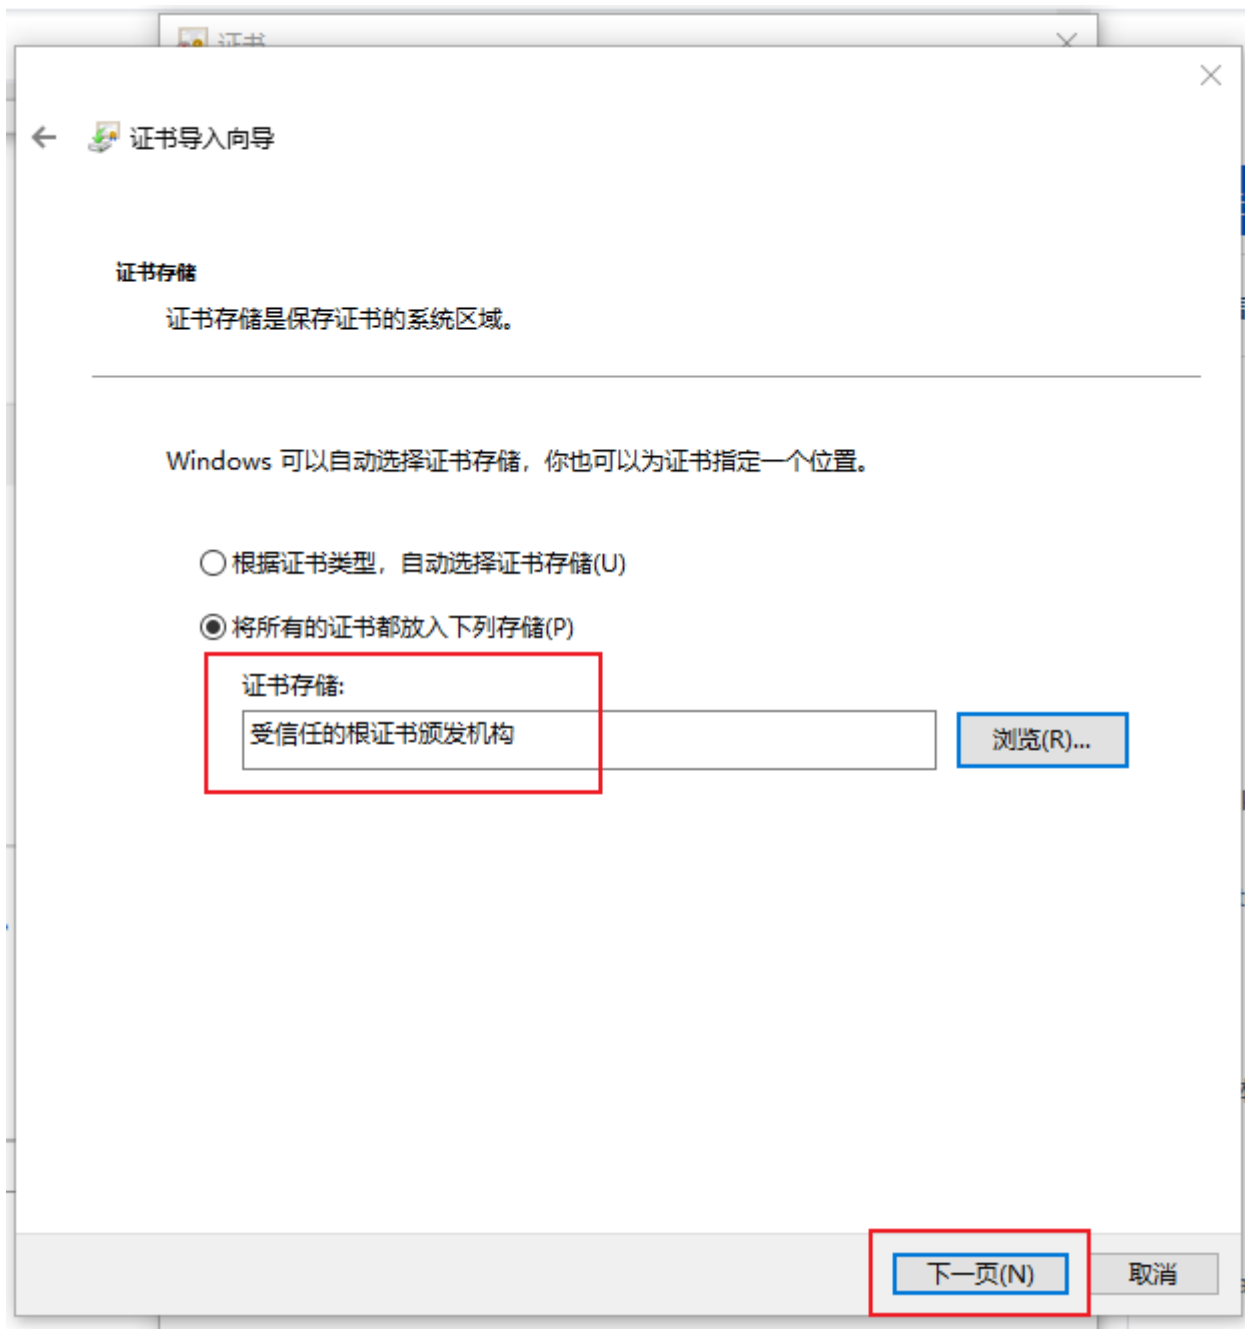 证书
证书导入向导
证书存储
证书存储是保存证书的系统区域。
Windows 可以自动选择证书存储，你也可以为证书指定一个位置。
根据证书类型，自动选择证书存储(U)
将所有的证书都放入下列存储(P)
证书存储:
受信任的根证书颁发机构
浏览(R)...
下一页(N)
取消